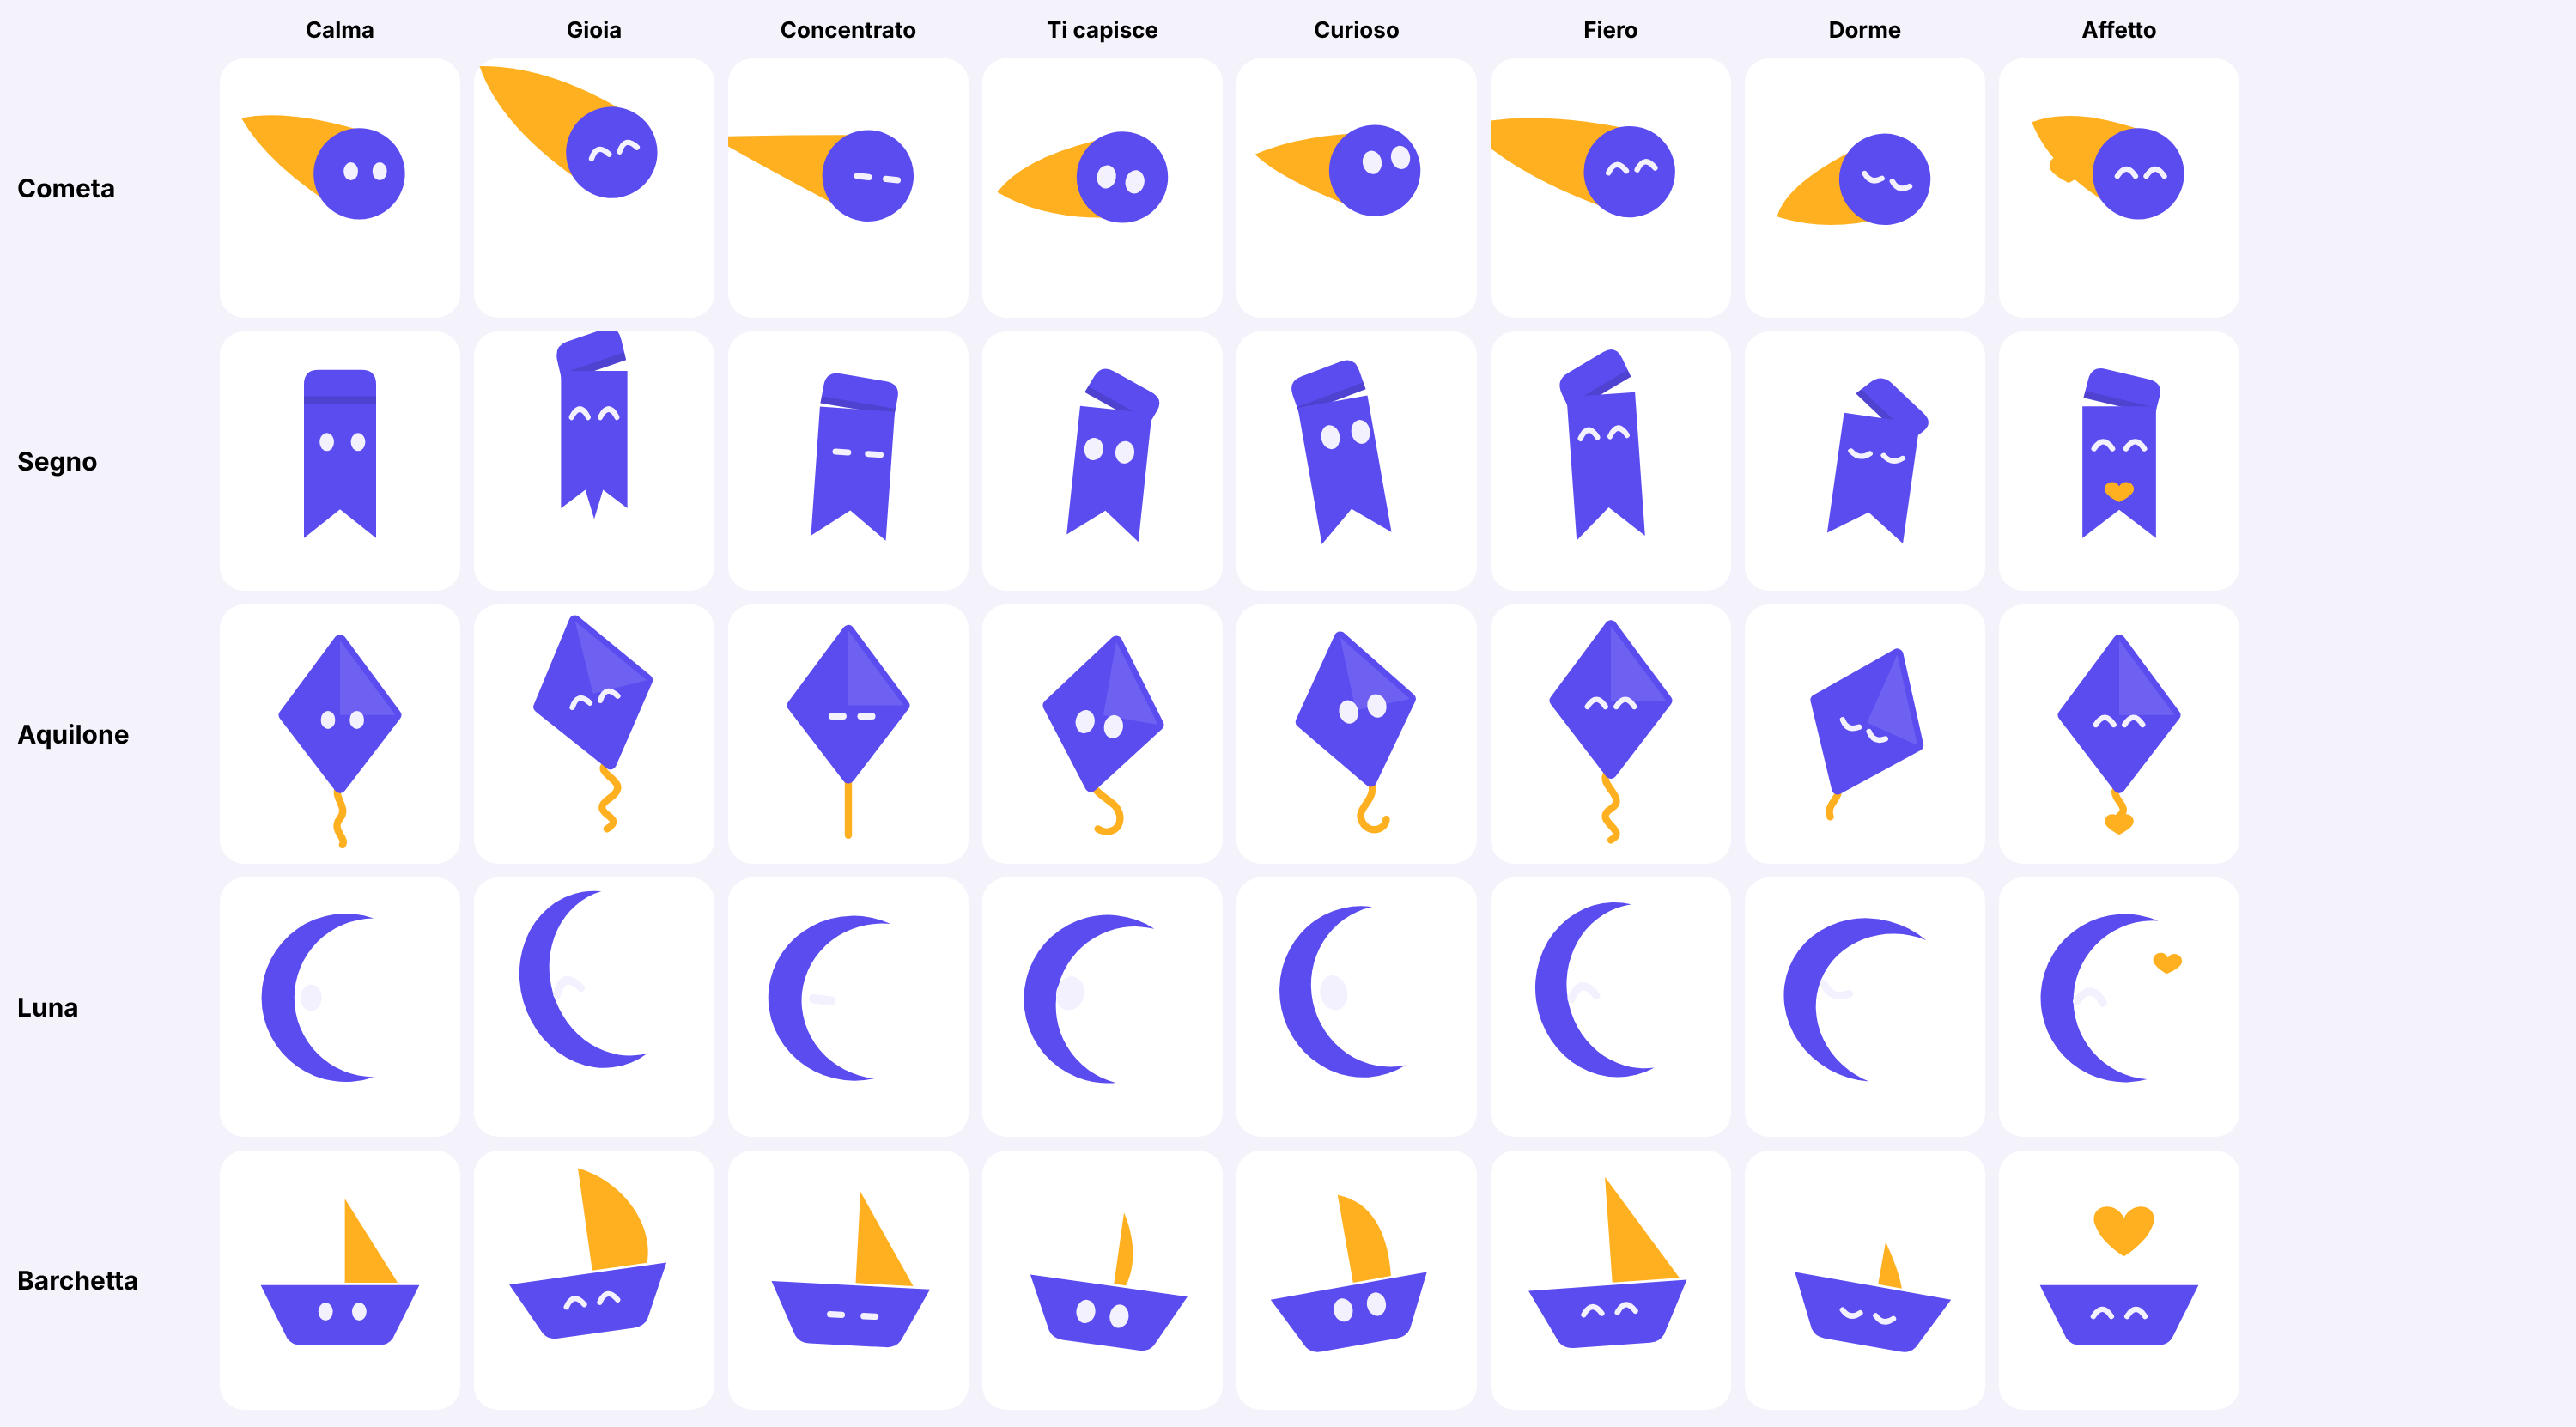 Calma Gioia Concentrato Ti capisce Curioso Fiero Dorme Affetto
Cometa
Segno
Aquilone
Luna
Barchetta